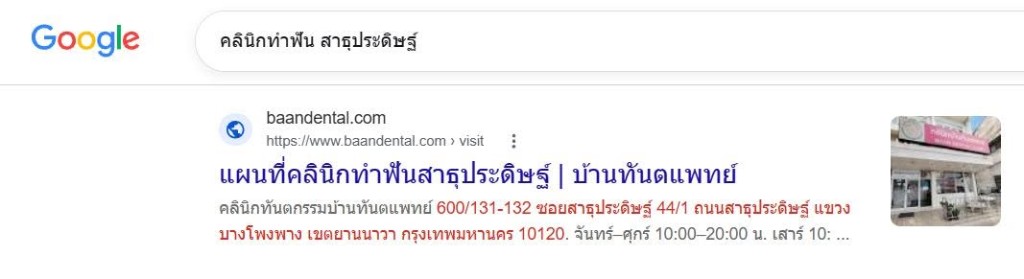 Google
คลินิกทำฟัน สาธุประดิษฐ์
baandental.com
https://www.baandental.com › visit
แผนที่คลินิกทำฟันสาธุประดิษฐ์ | บ้านทันตแพทย์
คลินิกทันตกรรมบ้านทันตแพทย์ 600/131-132 ซอยสาธุประดิษฐ์ 44/1 ถนนสาธุประดิษฐ์ แขวง
บางโพงพาง เขตยานนาวา กรุงเทพมหานคร 10120. จันทร์–ศุกร์ 10:00–20:00 น. เสาร์ 10: ...